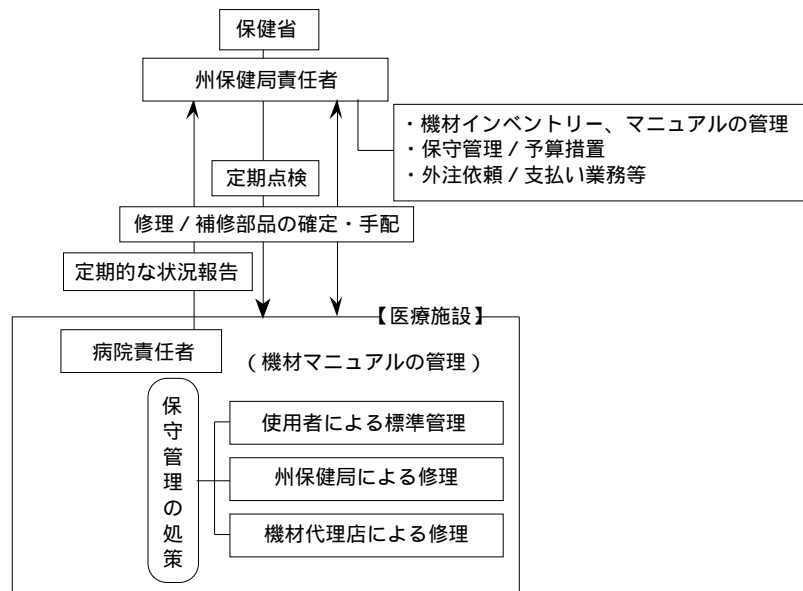 保健省
州保健局責任者
・機材インベントリー、マニュアルの管理
・保守管理 / 予算措置
・外注依頼 / 支払い業務等
定期点検
修理 / 補修部品の確定・手配
定期的な状況報告
【医療施設】
病院責任者
（機材マニュアルの管理）
保守管理の処策
使用者による標準管理
州保健局による修理
機材代理店による修理